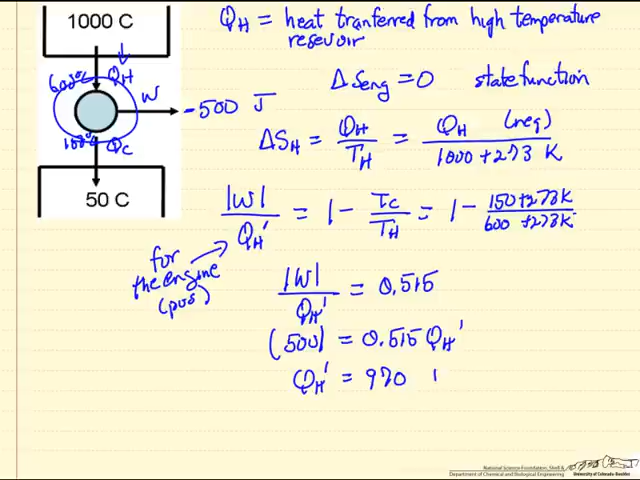 1000 C
Q_H = heat tranferred from high temperature
resevoir
600°C Q_H
W
-500 J
ΔSeng = 0 state function
Q_C
ΔS_H = Q_H / T_H = Q_H (neg) / 1000 + 273 K
50 C
|W| / Q_H' = 1 - T_C / T_H = 1 - 150+273K / 600 +273K
for
the engine
(pos)
|W| / Q_H' = 0.515
(500) = 0.515 Q_H'
Q_H' = 970
National Science Foundation, Shell &
Department of Chemical and Biological Engineering University of Colorado Boulder